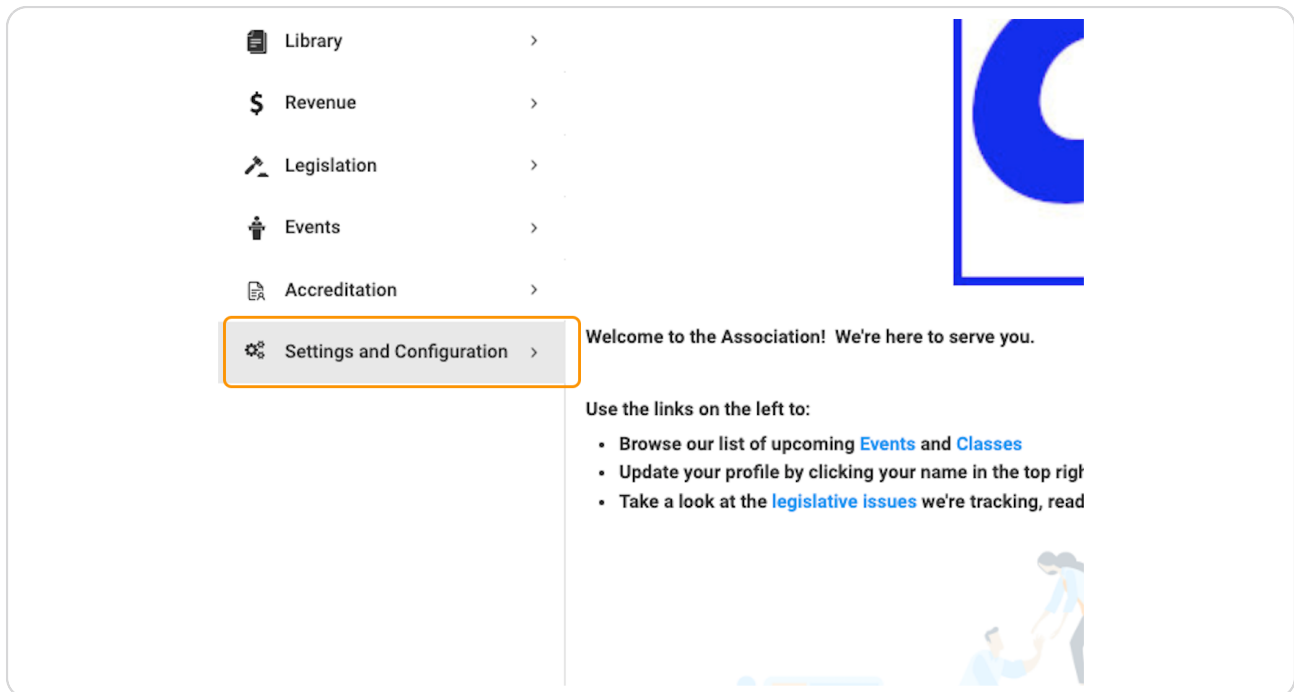 Library
Revenue
Legislation
Events
Accreditation
Settings and Configuration
Welcome to the Association!  We're here to serve you.
Use the links on the left to:
Browse our list of upcoming Events and Classes
Update your profile by clicking your name in the top righ
Take a look at the legislative issues we're tracking, read